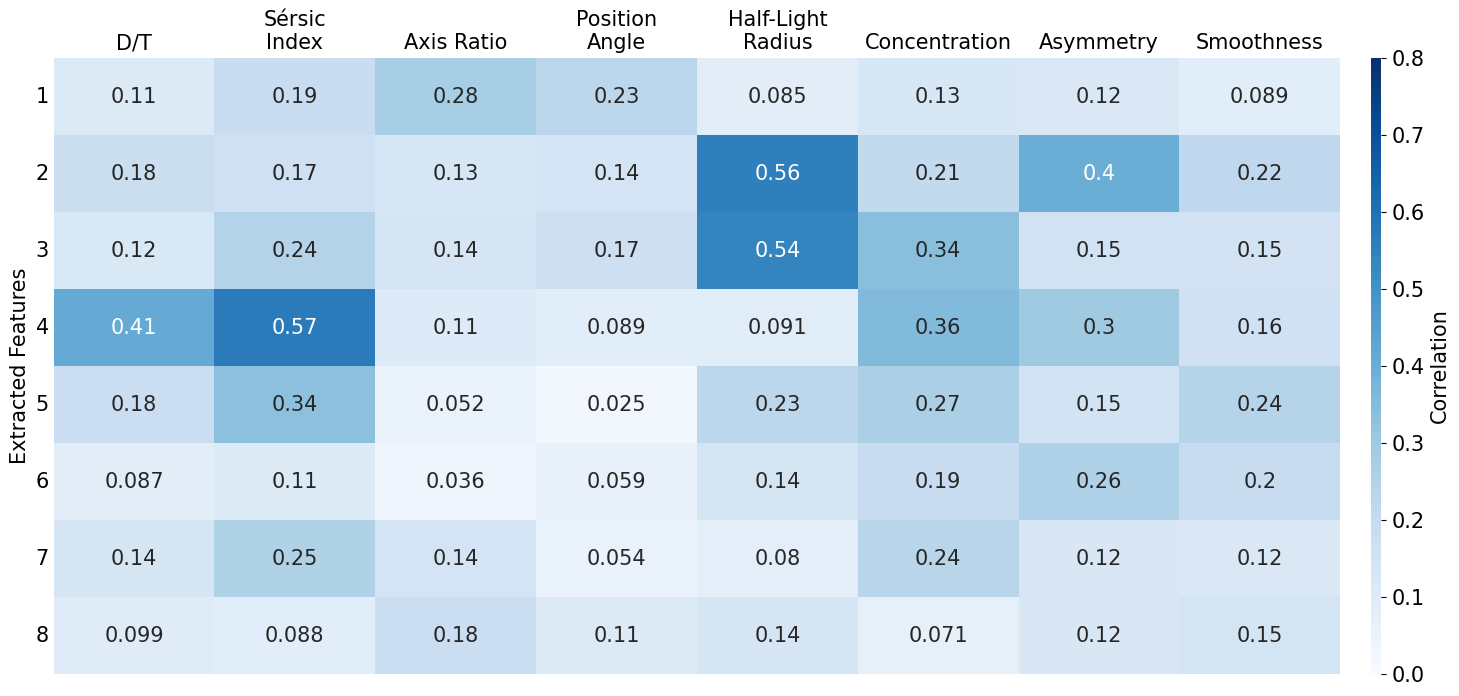 D/T
Sérsic
Index
Axis Ratio
Position
Angle
Half-Light
Radius
Concentration
Asymmetry
Smoothness
1 0.11 0.19 0.28 0.23 0.085 0.13 0.12 0.089
2 0.18 0.17 0.13 0.14 0.56 0.21 0.4 0.22
3 0.12 0.24 0.14 0.17 0.54 0.34 0.15 0.15
4 0.41 0.57 0.11 0.089 0.091 0.36 0.3 0.16
5 0.18 0.34 0.052 0.025 0.23 0.27 0.15 0.24
6 0.087 0.11 0.036 0.059 0.14 0.19 0.26 0.2
7 0.14 0.25 0.14 0.054 0.08 0.24 0.12 0.12
8 0.099 0.088 0.18 0.11 0.14 0.071 0.12 0.15
Extracted Features
0.8
0.7
0.6
0.5
0.4
0.3
0.2
0.1
0.0
Correlation